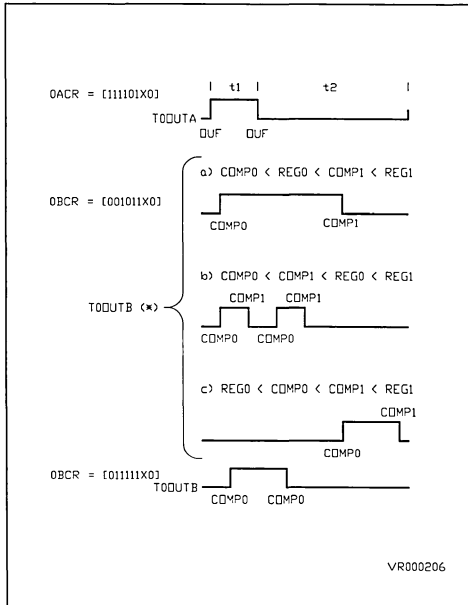 t1 t2
OACR = [111101X0]
TOOUTA
OUF OUF
a) COMP0 < REG0 < COMP1 < REG1
OBCR = [001011X0]
COMP0 COMP1
b) COMP0 < COMP1 < REG0 < REG1
COMP1 COMP1
TOOUTB (*)
COMP0 COMP0
c) REG0 < COMP0 < COMP1 < REG1
COMP1
COMP0
OBCR = [011111X0]
TOOUTB
COMP0 COMP0
VR000206